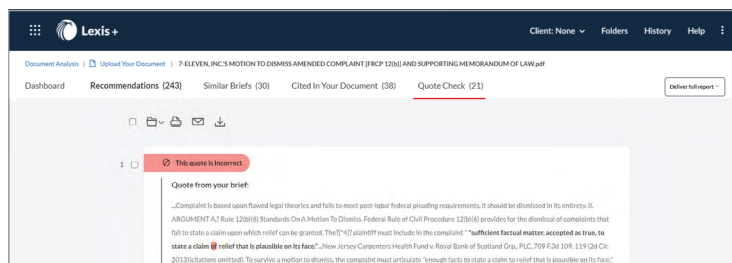 Lexis+
Client: None
Folders
History
Help
Document Analysis > Upload Your Document > 7-ELEVEN, INC.'S MOTION TO DISMISS AMENDED COMPLAINT [FRCP 12(b)] AND SUPPORTING MEMORANDUM OF LAW.pdf
Dashboard
Recommendations (243)
Similar Briefs (30)
Cited In Your Document (38)
Quote Check (21)
Deliver full report
1
This quote is Incorrect
Quote from your brief:
...Complaint is based upon flawed legal theories and fails to meet post-Iqbal federal pleading requirements, it should be dismissed in its entirety. II.
ARGUMENT A.? Rule 12(b)(6) Standards On A Motion To Dismiss. Federal Rule of Civil Procedure 12(b)(6) provides for the dismissal of complaints that
fail to state a claim upon which relief can be granted. The?[*4]? plaintiff must include in the complaint " "sufficient factual matter, accepted as true, to
state a claim of relief that is plausible on its face."...New Jersey Carpenters Health Fund v. Royal Bank of Scotland Grp., PLC, 709 F.3d 109, 119 (2d Cir.
2013)(citations omitted). To survive a motion to dismiss, the complaint must articulate "enough facts to state a claim to relief that is plausible on its face."